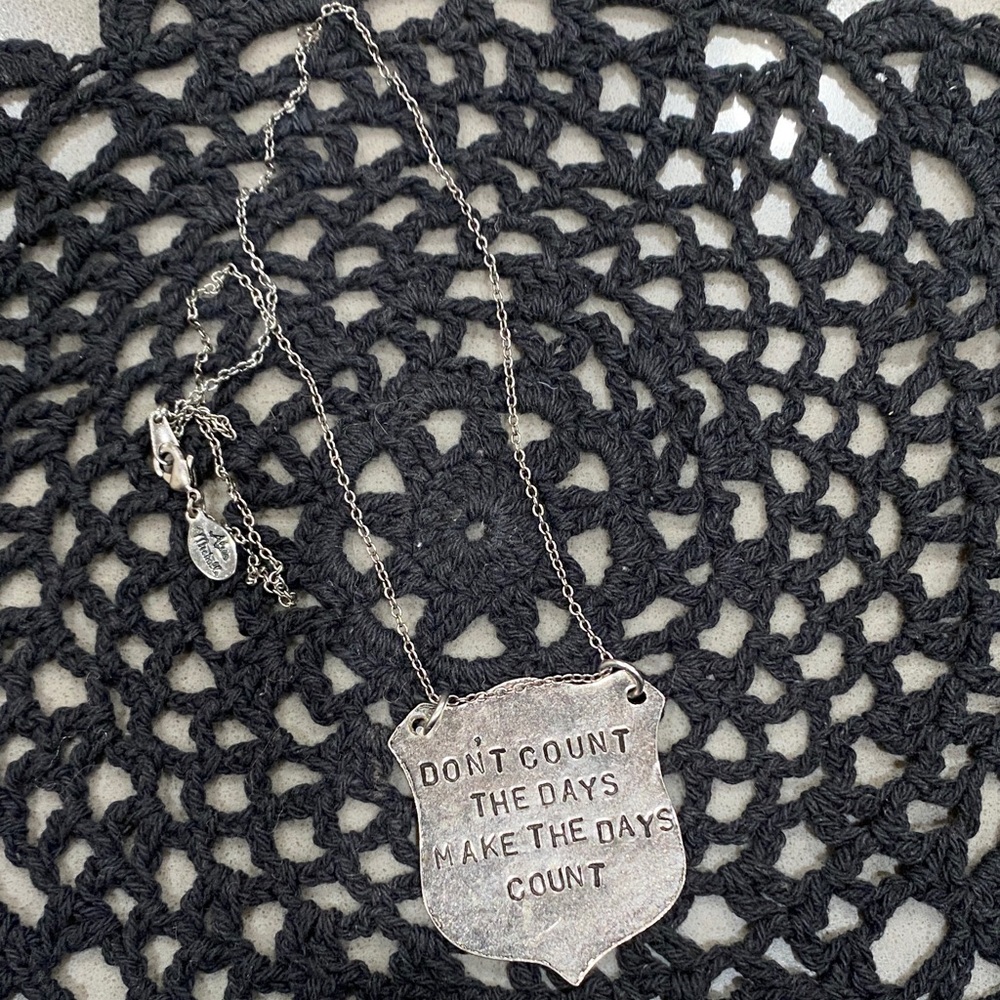 DON'T COUNT
THE DAYS
MAKE THE DAYS
COUNT